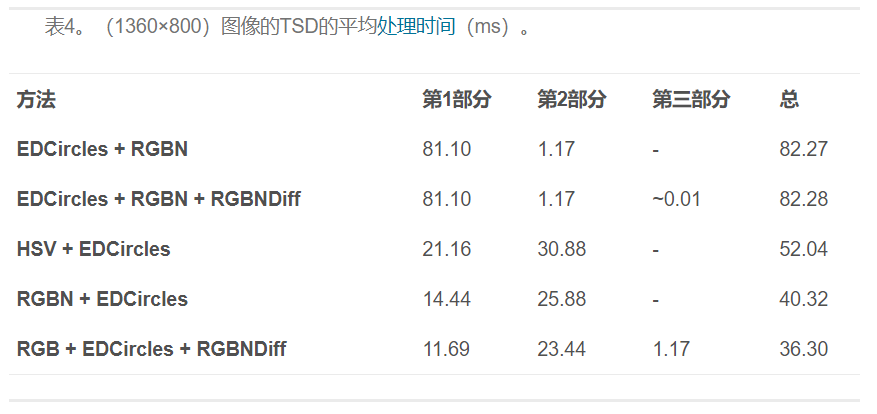 表4。（1360×800）图像的TSD的平均处理时间（ms）。
方法 第1部分 第2部分 第三部分 总
EDCircles + RGBN 81.10 1.17 - 82.27
EDCircles + RGBN + RGBNDiff 81.10 1.17 ~0.01 82.28
HSV + EDCircles 21.16 30.88 - 52.04
RGBN + EDCircles 14.44 25.88 - 40.32
RGB + EDCircles + RGBNDiff 11.69 23.44 1.17 36.30